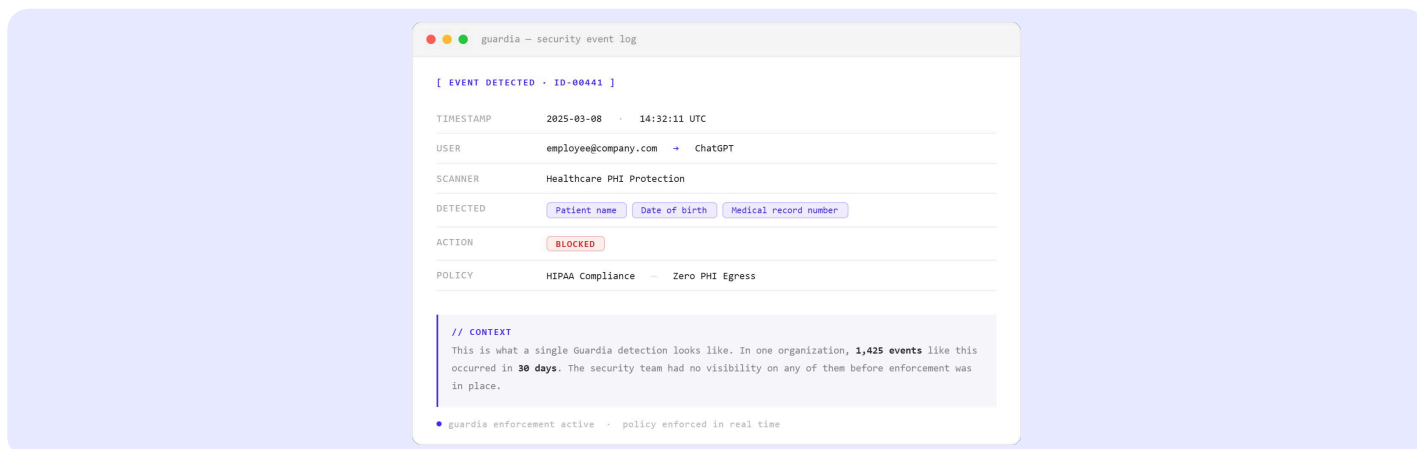 guardia — security event log
[ EVENT DETECTED · ID-00441 ]
TIMESTAMP 2025-03-08 · 14:32:11 UTC
USER employee@company.com → ChatGPT
SCANNER Healthcare PHI Protection
DETECTED Patient name Date of birth Medical record number
ACTION BLOCKED
POLICY HIPAA Compliance — Zero PHI Egress
// CONTEXT
This is what a single Guardia detection looks like. In one organization, 1,425 events like this
occurred in 30 days. The security team had no visibility on any of them before enforcement was
in place.
guardia enforcement active · policy enforced in real time